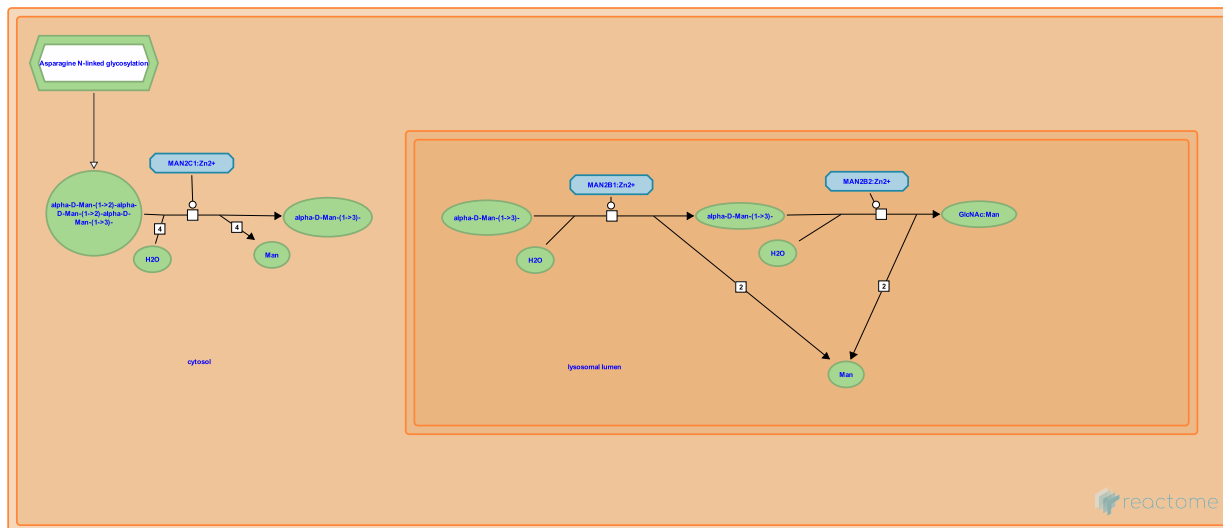 Asparagine N-linked glycosylation
MAN2C1:Zn2+
alpha-D-Man-(1->2)-alpha-
D-Man-(1->2)-alpha-D-
Man-(1->3)-
4
H2O
4
Man
alpha-D-Man-(1->3)-
cytosol
MAN2B1:Zn2+
alpha-D-Man-(1->3)-
H2O
alpha-D-Man-(1->3)-
MAN2B2:Zn2+
H2O
GlcNAc:Man
2
2
Man
lysosomal lumen
reactome